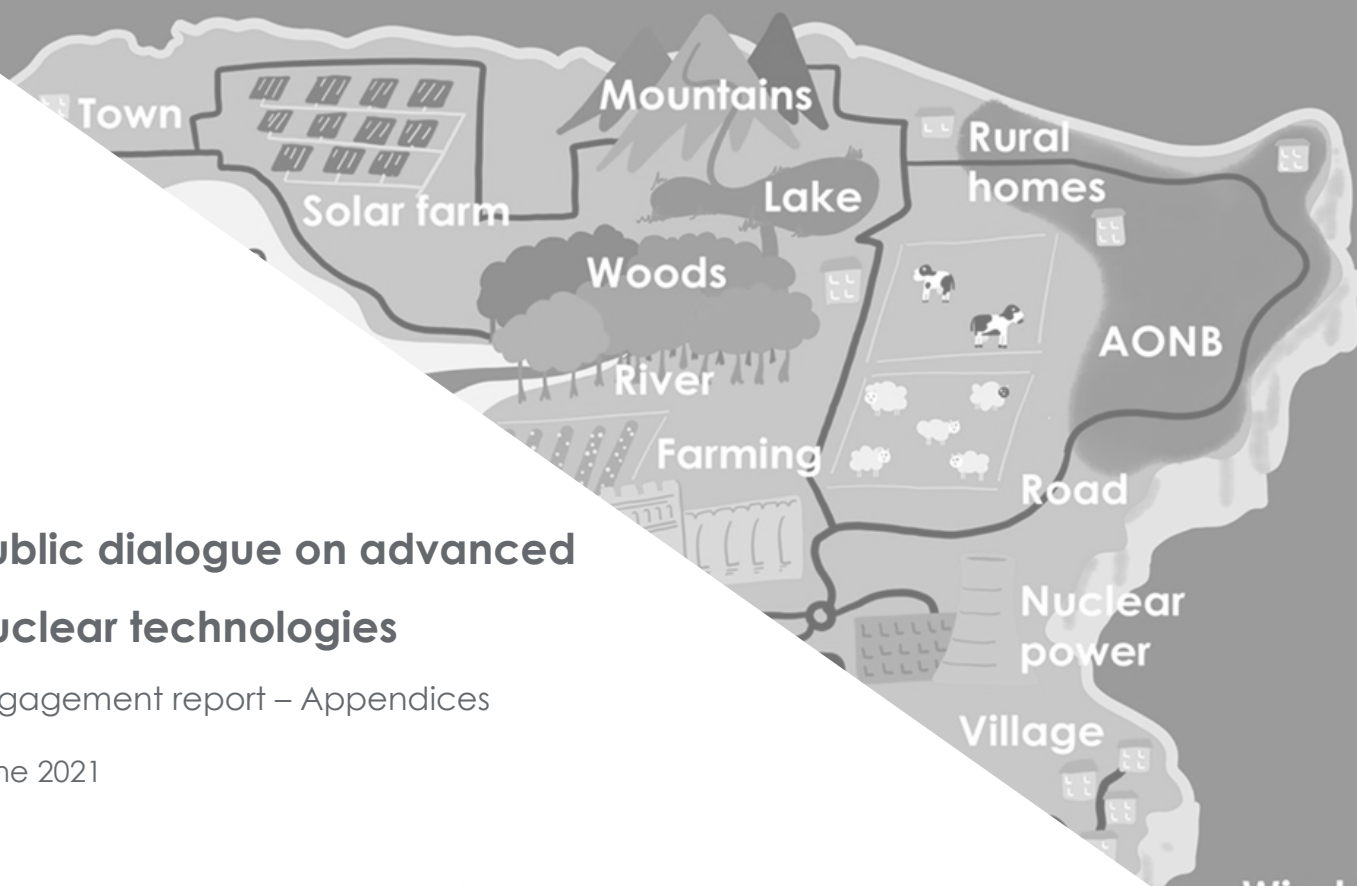 Town
Mountains
Rural
homes
Solar farm
Lake
Woods
AONB
River
Farming
Road
ublic dialogue on advanced
uclear technologies
gagement report – Appendices
ne 2021
Nuclear
power
Village